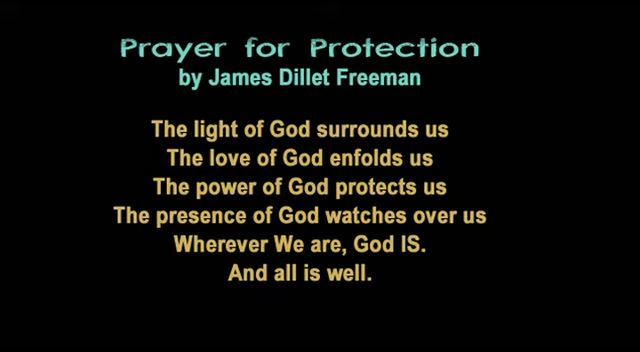 Prayer for Protection
by James Dillet Freeman
The light of God surrounds us
The love of God enfolds us
The power of God protects us
The presence of God watches over us
Wherever We are, God IS.
And all is well.